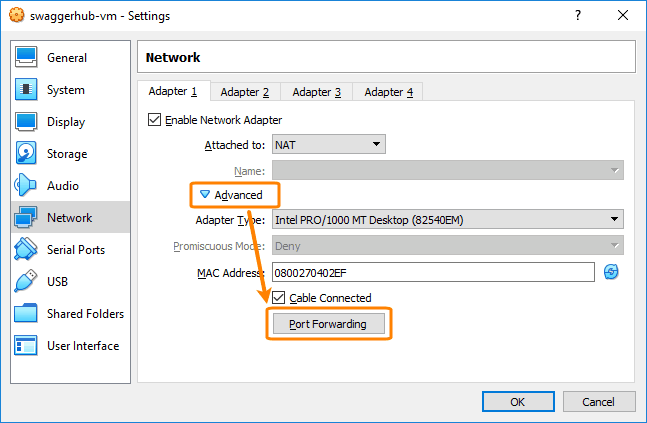 swaggerhub-vm - Settings
?
General
System
Display
Storage
Audio
Network
Serial Ports
USB
Shared Folders
User Interface
Network
Adapter 1 Adapter 2 Adapter 3 Adapter 4
Enable Network Adapter
Attached to: NAT
Name:
Advanced
Adapter Type: Intel PRO/1000 MT Desktop (82540EM)
Promiscuous Mode: Deny
MAC Address: 0800270402EF
Cable Connected
Port Forwarding
OK Cancel